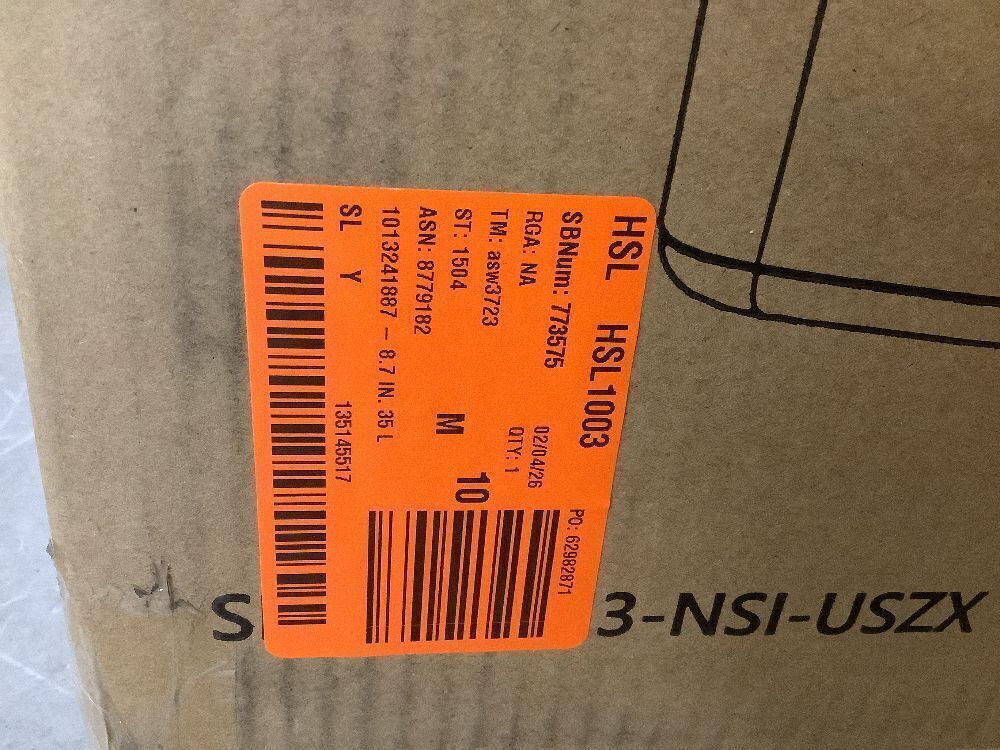 HSL HSL1003
SBNum: 773575
PO: 62982871
RGA: NA
02/04/26
TM: asw3723
QTY: 1
ST: 1504
10
ASN: 8779182
M
1013241887 - 8.7 IN. 35 L
SL Y
135145517
S
3-NSI-USZX